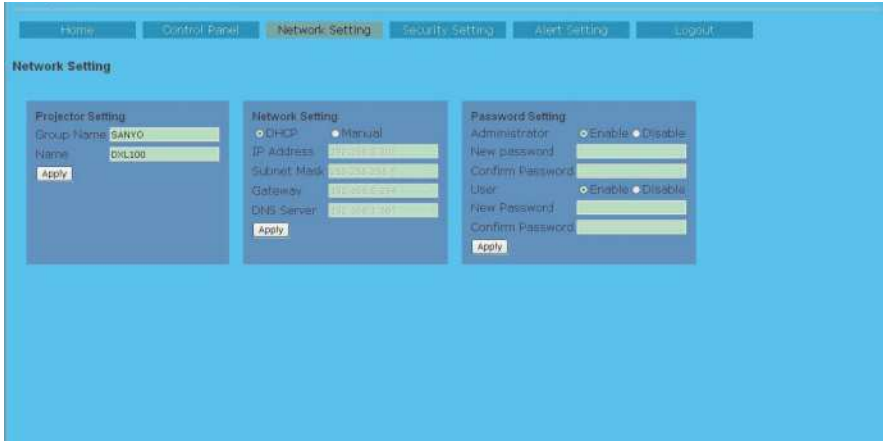 Home Control Panel Network Setting Security Setting Alert Setting Logout
Network Setting
Projector Setting
Group Name SANYO
Name DXL100
Apply
Network Setting
DHCP Manual
IP Address
Subnet Mask
Gateway
DNS Server
Apply
Password Setting
Administrator Enable Disable
New password
Confirm Password
User Enable Disable
New Password
Confirm Password
Apply